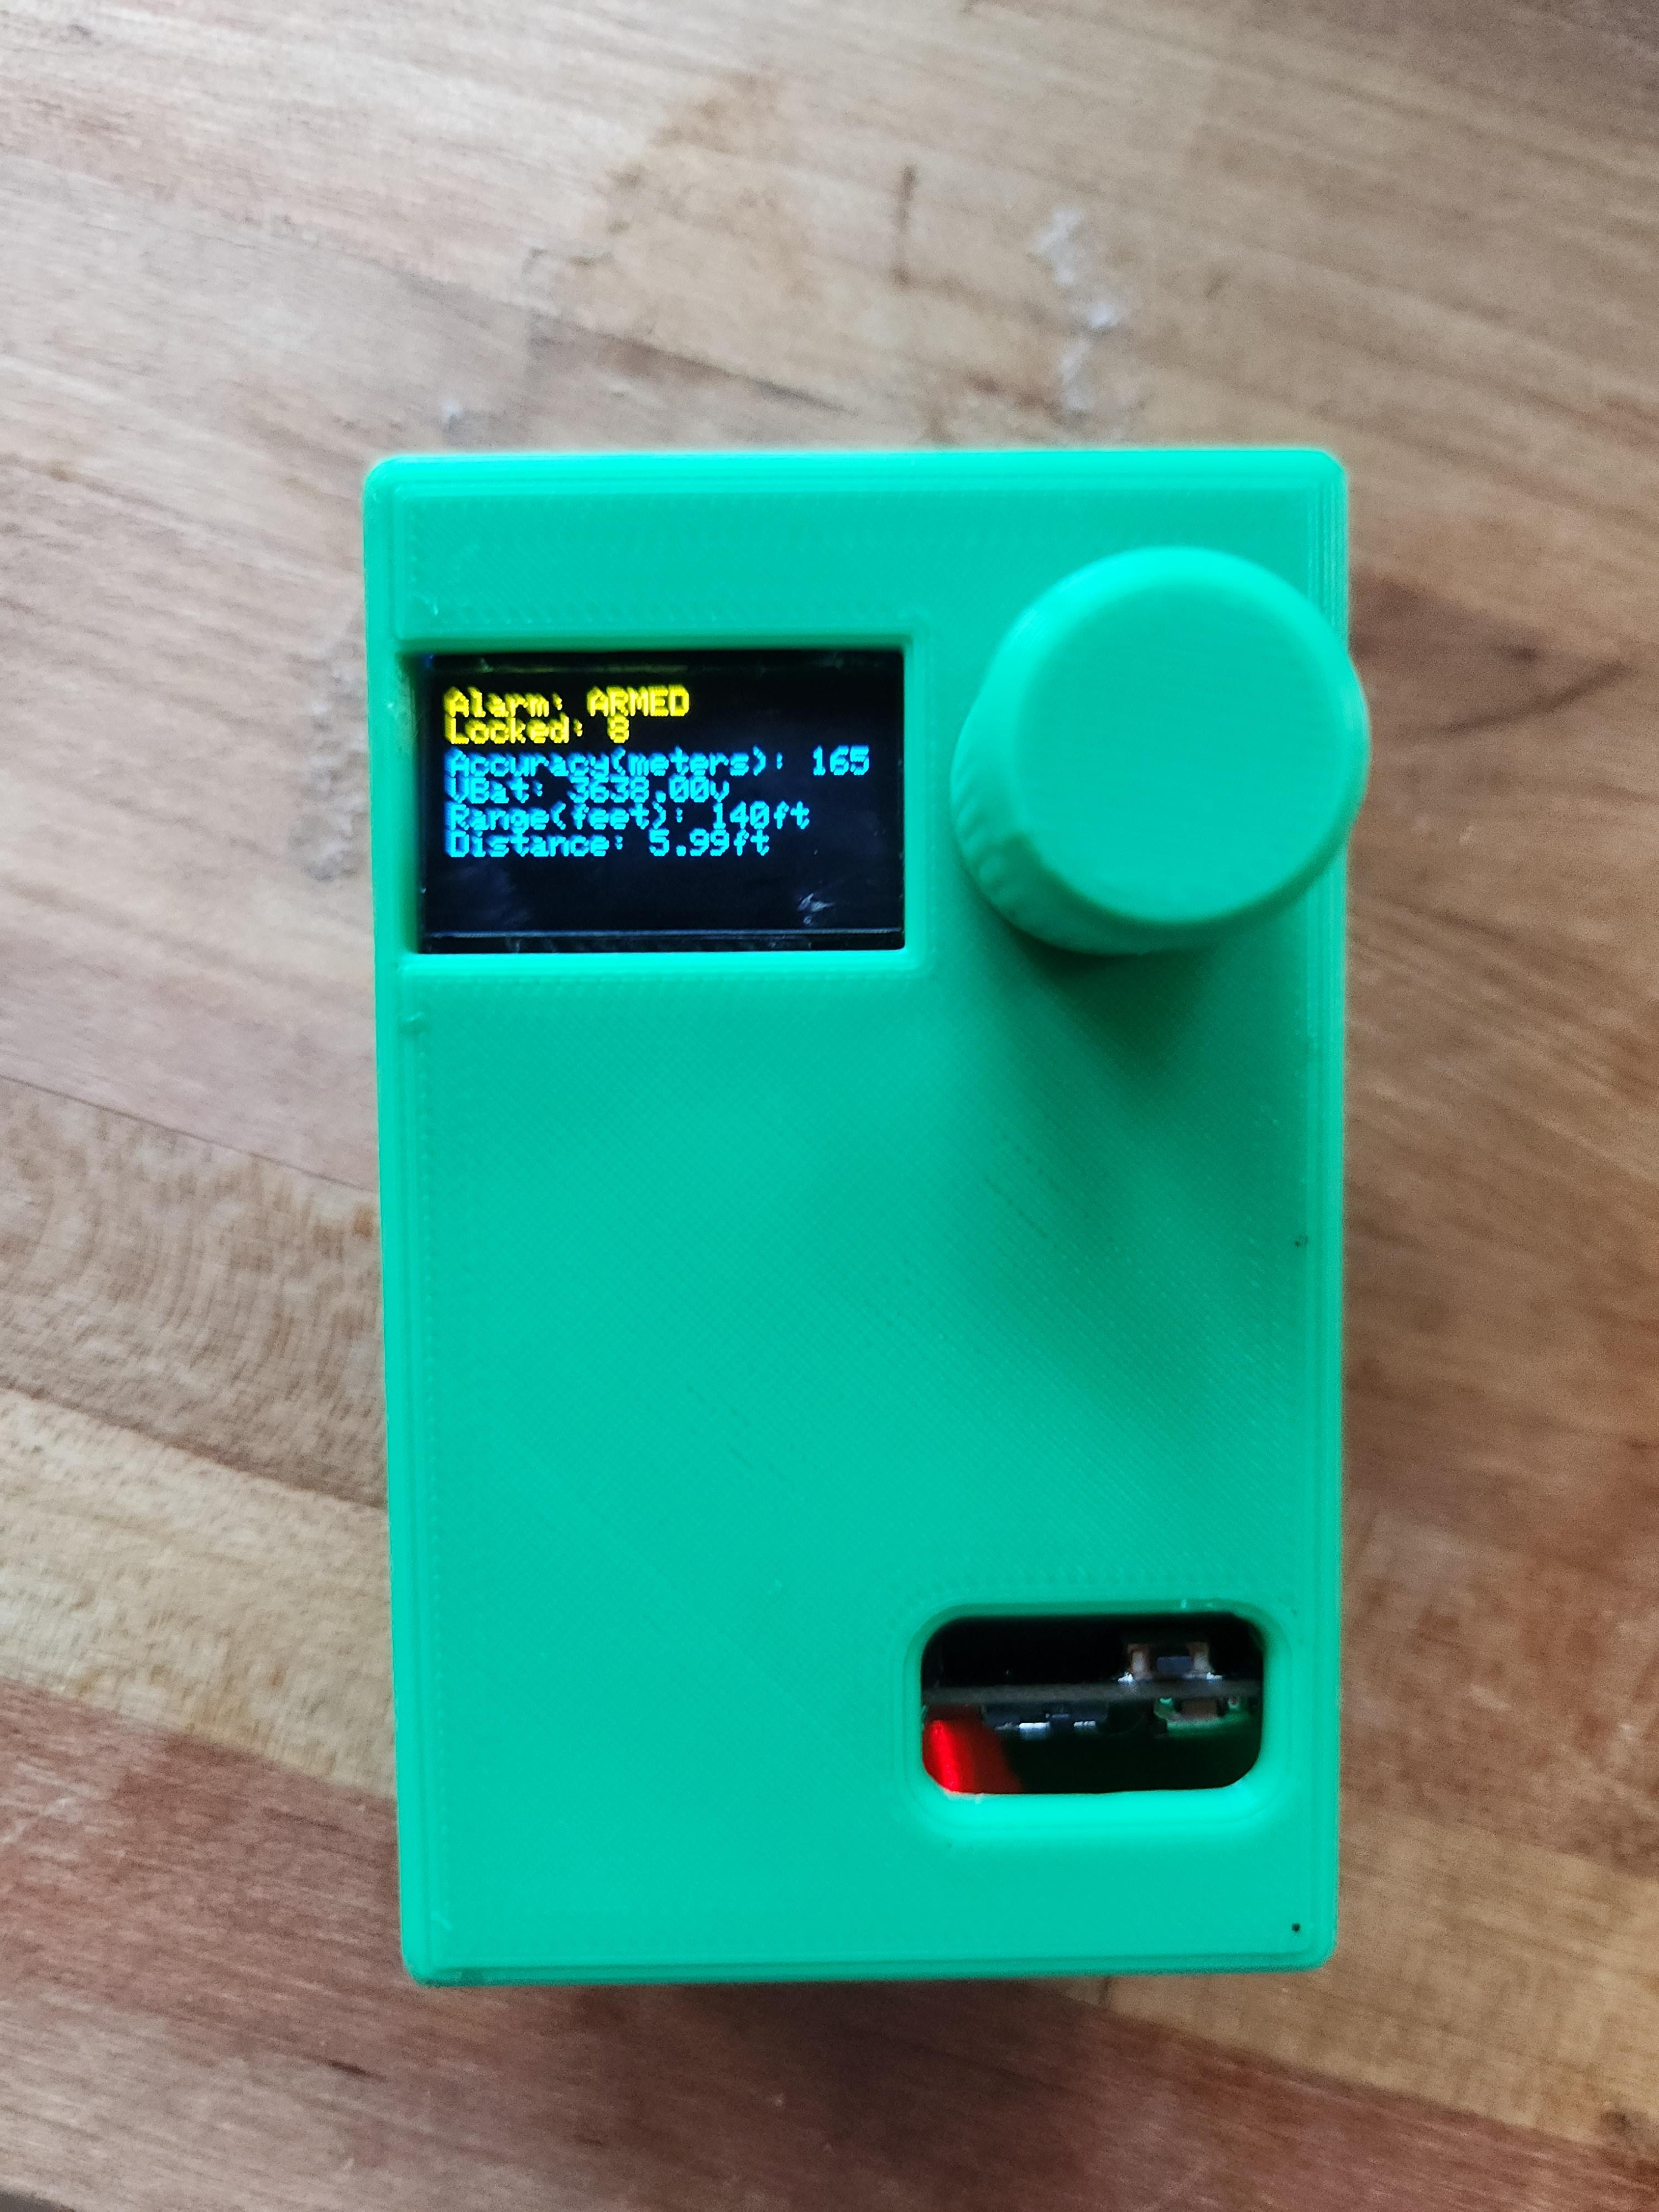 Alarm: ARMED
Locked: 8
Accuracy(meters): 165
VBat: 3638.00v
Range(feet): 140ft
Distance: 5.99ft